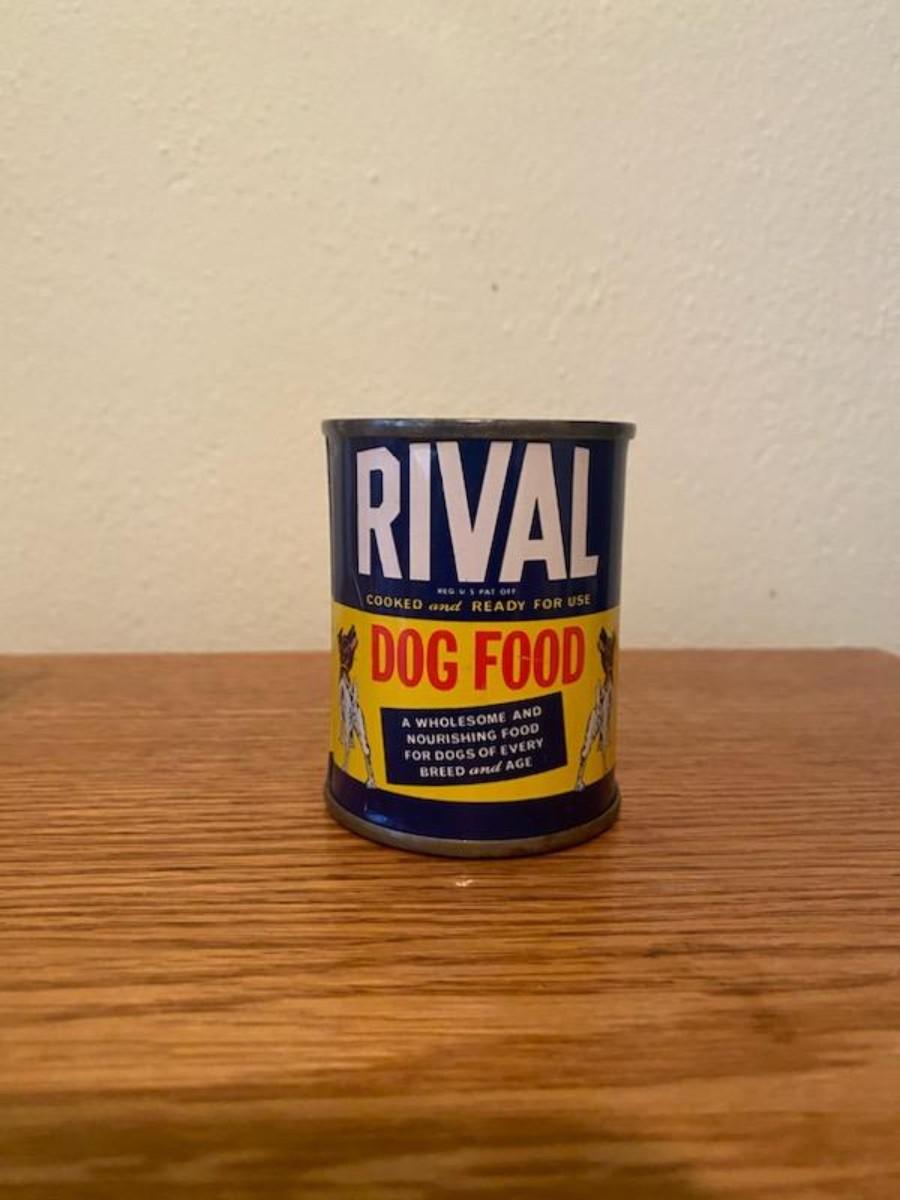 RIVAL
REG U S PAT OFF
COOKED and READY FOR USE
DOG FOOD
A WHOLESOME AND
NOURISHING FOOD
FOR DOGS OF EVERY
BREED and AGE